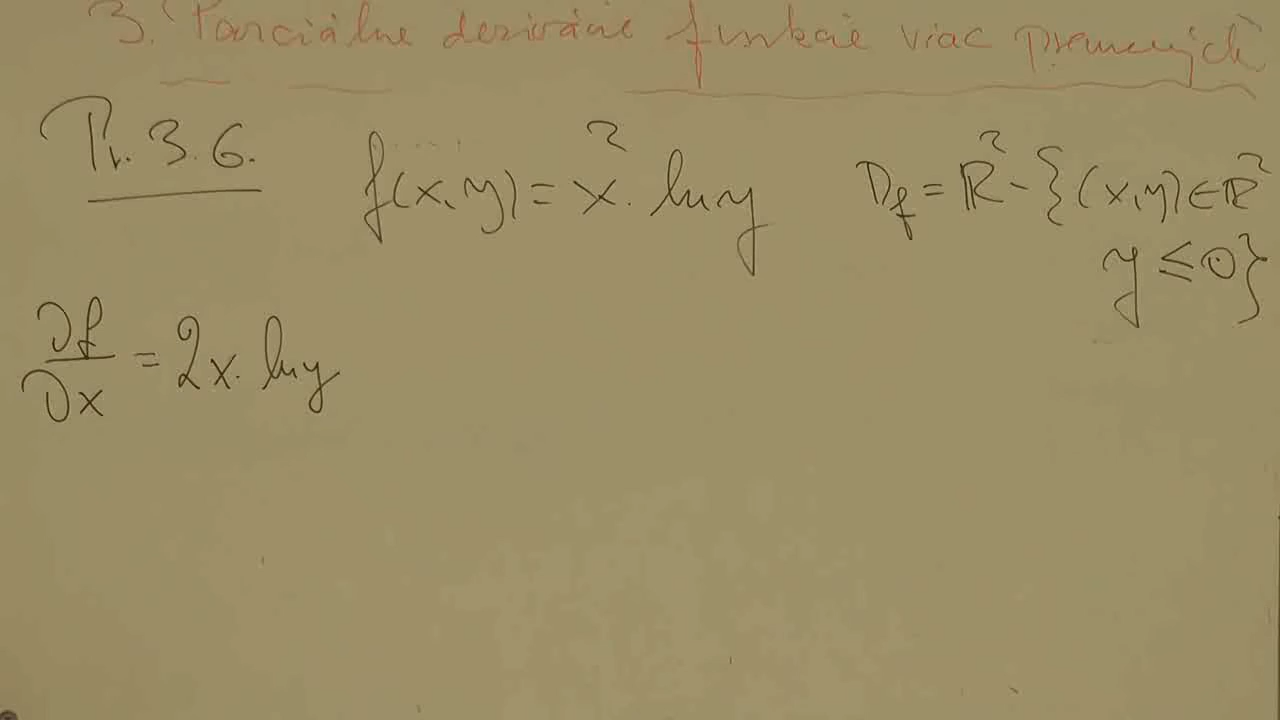 3. Parciálne derivácie funkcie viac premenných
Pr. 3.6. f(x,y) = x². ln y D_f = ℝ² - {(x,y) ∈ ℝ²
y ≤ 0}
∂f/∂x = 2x. ln y